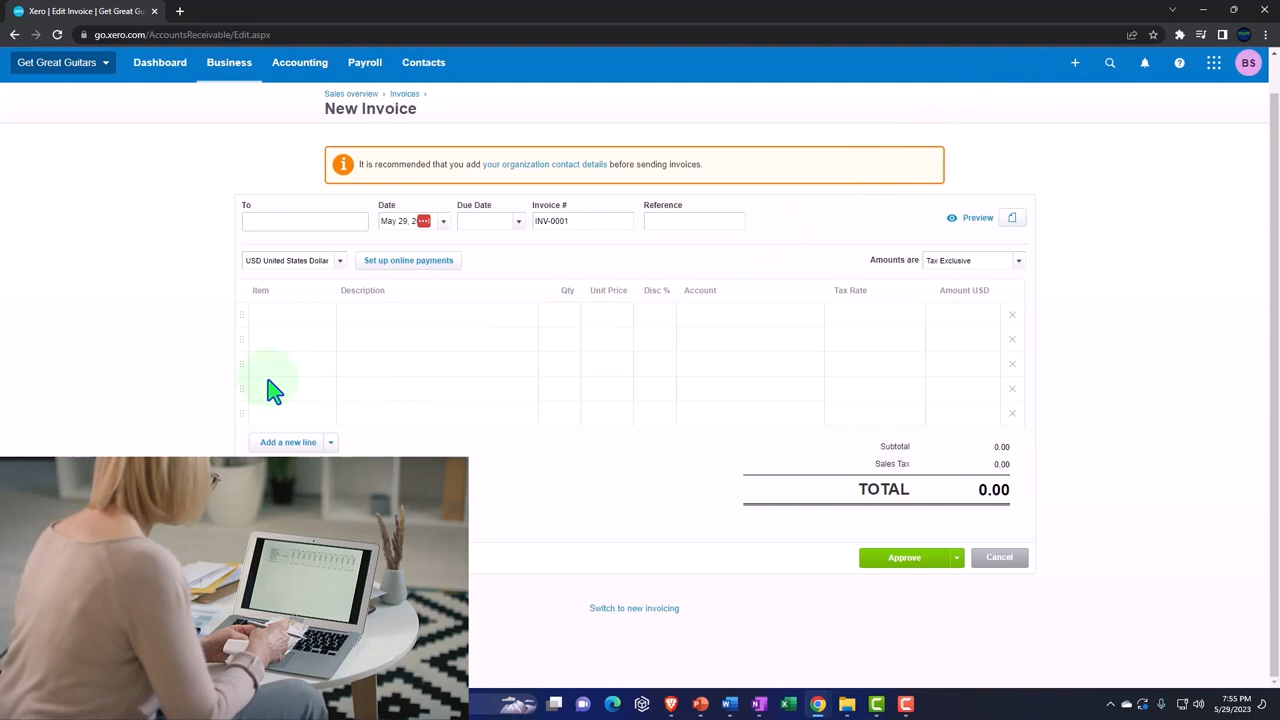 Xero | Edit Invoice | Get Great Guitars
go.xero.com/AccountsReceivable/Edit.aspx
Get Great Guitars Dashboard Business Accounting Payroll Contacts BS
Sales overview › Invoices ›
New Invoice
It is recommended that you add your organization contact details before sending invoices.
To Date Due Date Invoice # Reference
May 29, 2 INV-0001 Preview
USD United States Dollar Set up online payments Amounts are Tax Exclusive
Item Description Qty Unit Price Disc % Account Tax Rate Amount USD
Add a new line
Subtotal 0.00
Sales Tax 0.00
TOTAL 0.00
Approve Cancel
Switch to new invoicing
7:55 PM
5/29/2023